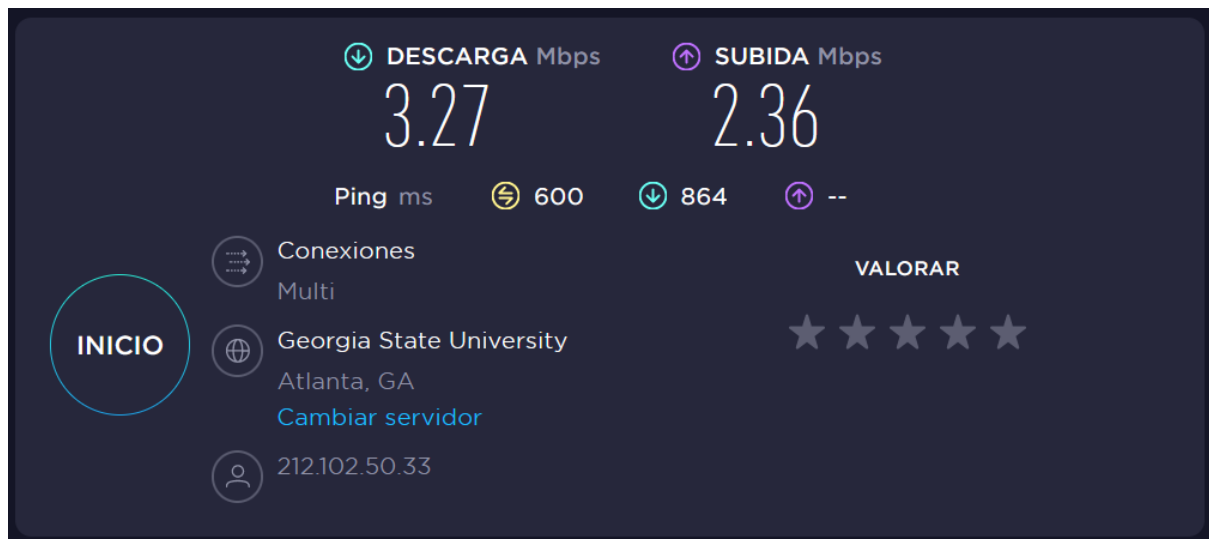 DESCARGA Mbps SUBIDA Mbps
3.27 2.36
Ping ms 600 864 --
Conexiones
Multi
VALORAR
INICIO
Georgia State University
Atlanta, GA
Cambiar servidor
212.102.50.33